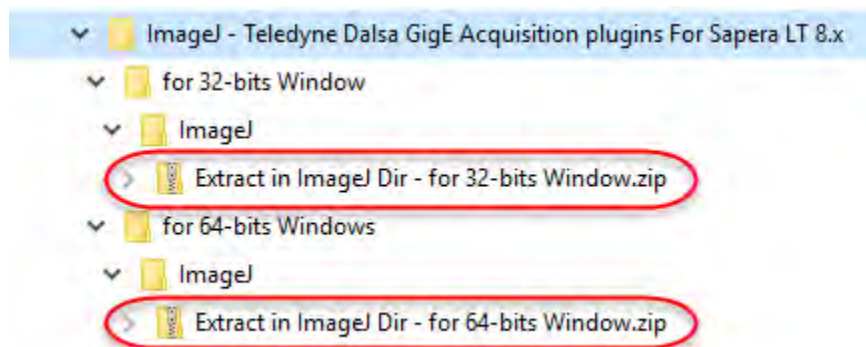 ImageJ - Teledyne Dalsa GigE Acquisition plugins For Sapera LT 8.x
for 32-bits Window
ImageJ
Extract in ImageJ Dir - for 32-bits Window.zip
for 64-bits Windows
ImageJ
Extract in ImageJ Dir - for 64-bits Window.zip